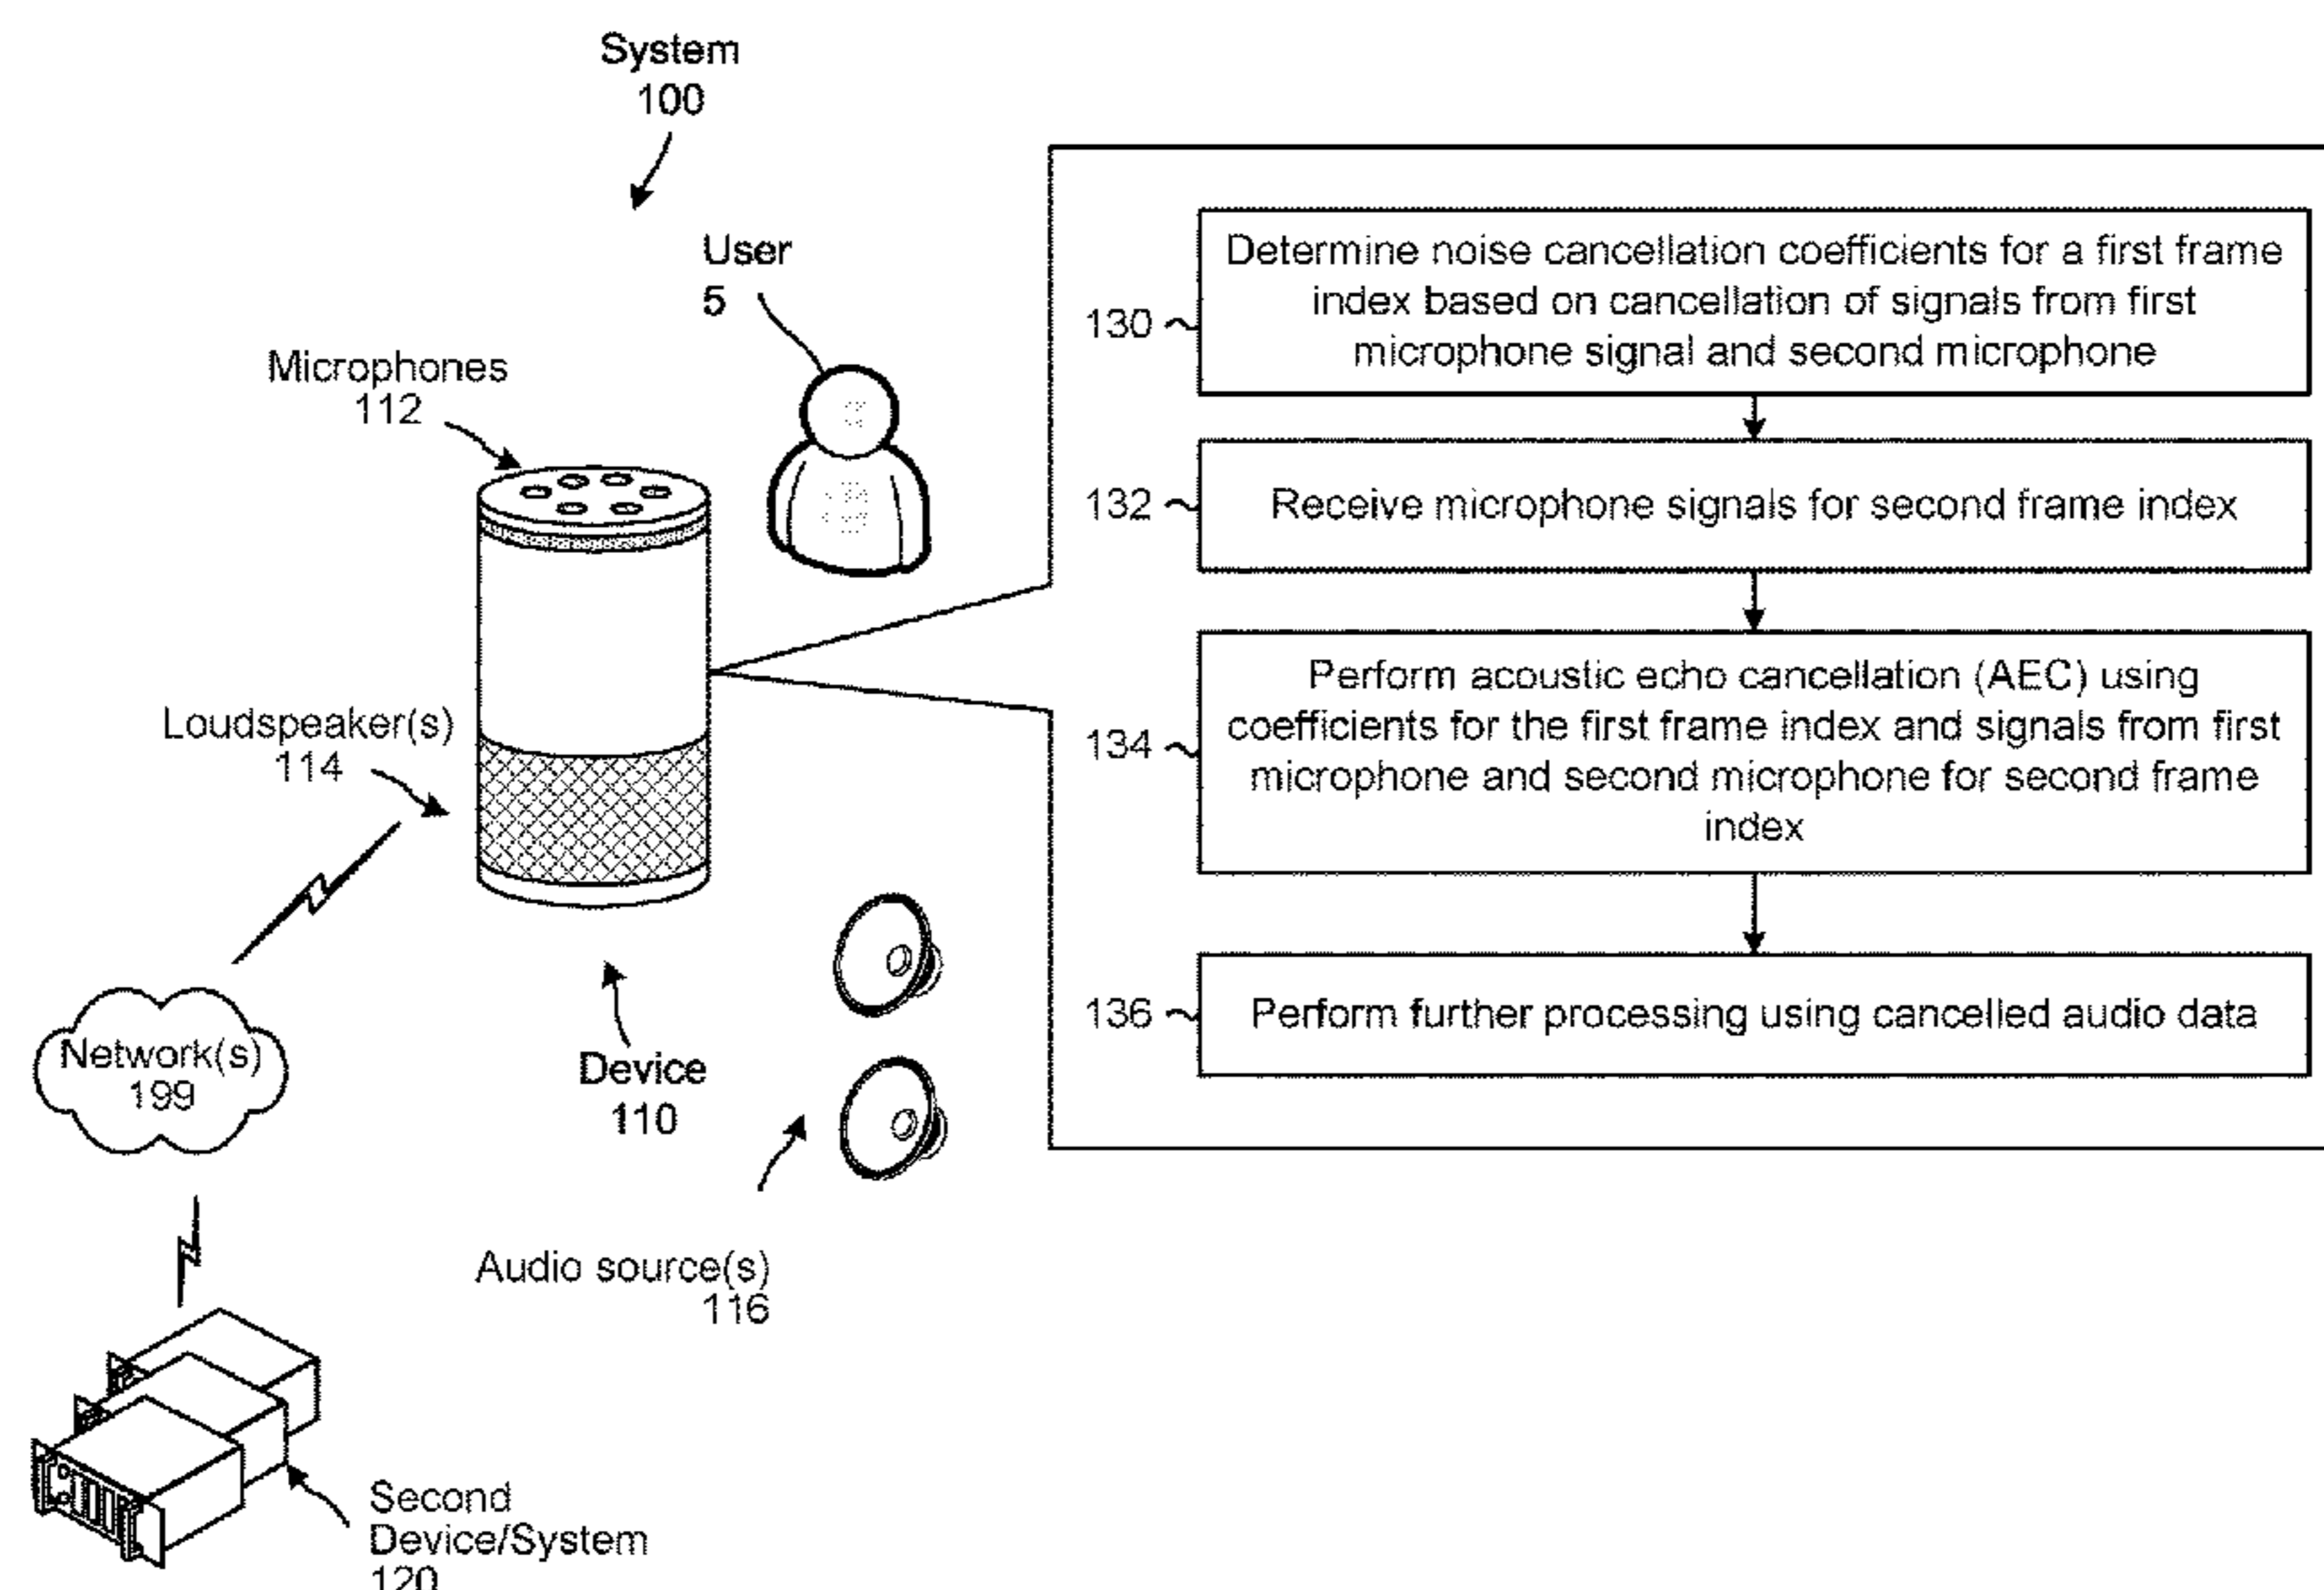 System
100
User
5
Microphones
112
Loudspeaker(s)
114
Network(s)
199
Device
110
Audio source(s)
116
Second
Device/System
120
130
Determine noise cancellation coefficients for a first frame
index based on cancellation of signals from first
microphone signal and second microphone
132
Receive microphone signals for second frame index
134
Perform acoustic echo cancellation (AEC) using
coefficients for the first frame index and signals from first
microphone and second microphone for second frame
index
136
Perform further processing using cancelled audio data